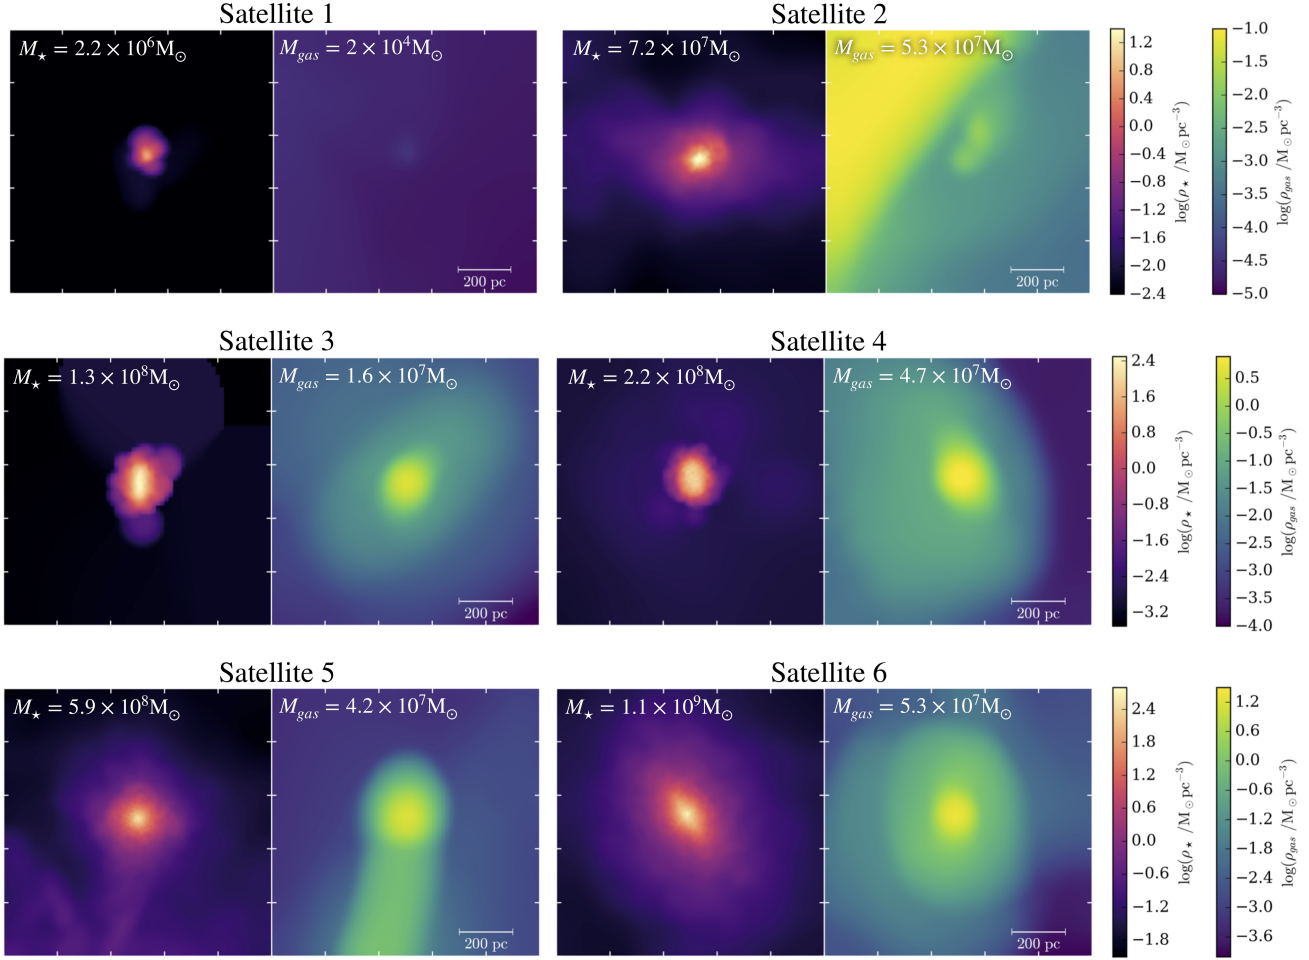 Satellite 1
Satellite 2
M⋆ = 2.2 × 10⁶M⊙
M_gas = 2 × 10⁴M⊙
M⋆ = 7.2 × 10⁷M⊙
M_gas = 5.3 × 10⁷M⊙
200 pc
200 pc
1.2
0.8
0.4
0.0
−0.4
−0.8
−1.2
−1.6
−2.0
−2.4
log(ρ⋆ /M⊙pc⁻³)
−1.0
−1.5
−2.0
−2.5
−3.0
−3.5
−4.0
−4.5
−5.0
log(ρ_gas /M⊙pc⁻³)
Satellite 3
Satellite 4
M⋆ = 1.3 × 10⁸M⊙
M_gas = 1.6 × 10⁷M⊙
M⋆ = 2.2 × 10⁸M⊙
M_gas = 4.7 × 10⁷M⊙
200 pc
200 pc
2.4
1.6
0.8
0.0
−0.8
−1.6
−2.4
−3.2
log(ρ⋆ /M⊙pc⁻³)
0.5
0.0
−0.5
−1.0
−1.5
−2.0
−2.5
−3.0
−3.5
−4.0
log(ρ_gas /M⊙pc⁻³)
Satellite 5
Satellite 6
M⋆ = 5.9 × 10⁸M⊙
M_gas = 4.2 × 10⁷M⊙
M⋆ = 1.1 × 10⁹M⊙
M_gas = 5.3 × 10⁷M⊙
200 pc
200 pc
2.4
1.8
1.2
0.6
0.0
−0.6
−1.2
−1.8
log(ρ⋆ /M⊙pc⁻³)
1.2
0.6
0.0
−0.6
−1.2
−1.8
−2.4
−3.0
−3.6
log(ρ_gas /M⊙pc⁻³)